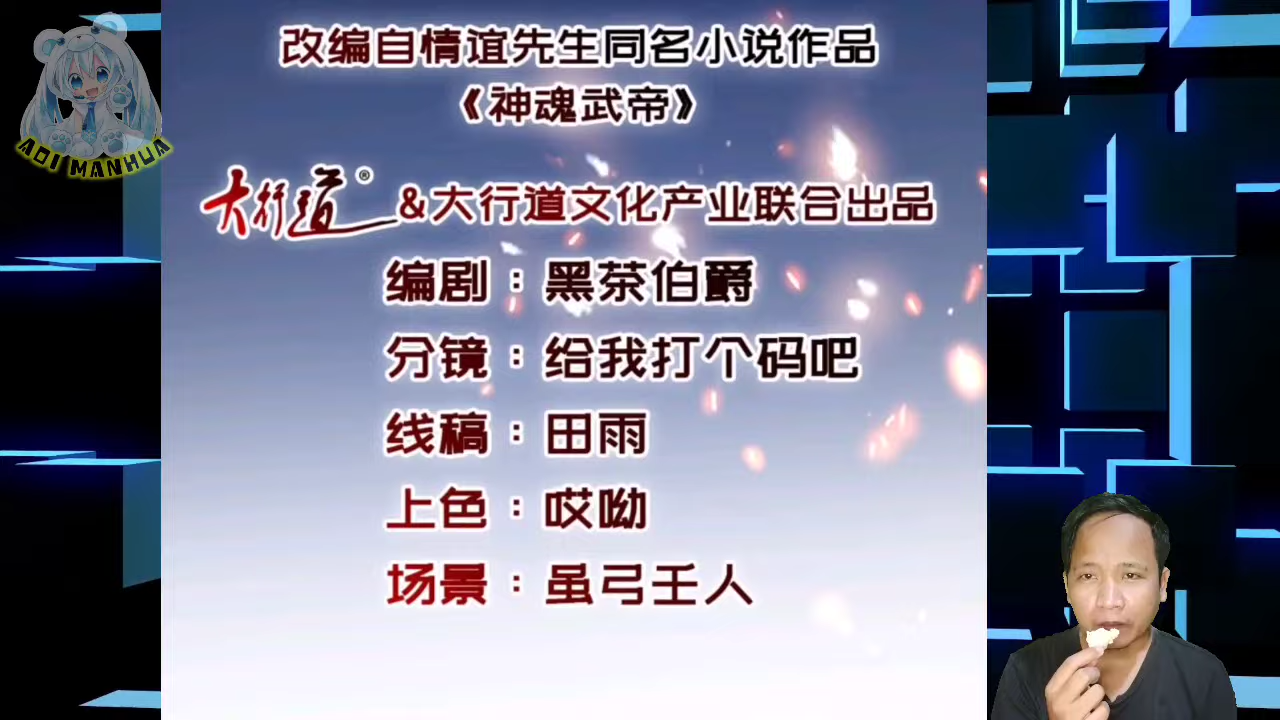 改编自情谊先生同名小说作品
《神魂武帝》
大行道® &大行道文化产业联合出品
编剧：黑茶伯爵
分镜：给我打个码吧
线稿：田雨
上色：哎呦
场景：虽弓壬人
AOI MANHUA